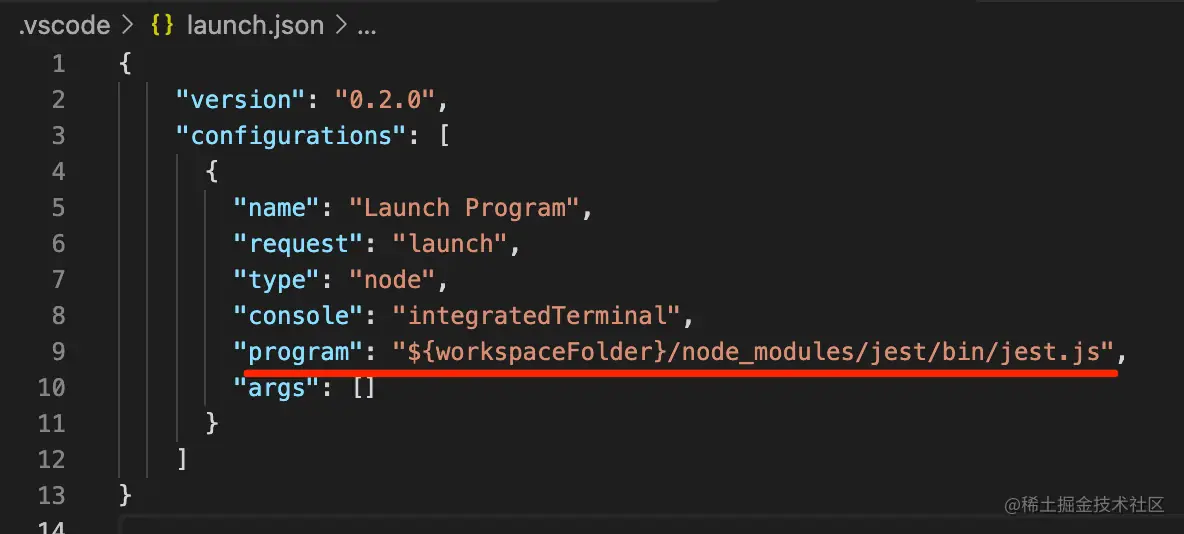 .vscode > {} launch.json > ...
1 {
2 "version": "0.2.0",
3 "configurations": [
4 {
5 "name": "Launch Program",
6 "request": "launch",
7 "type": "node",
8 "console": "integratedTerminal",
9 "program": "${workspaceFolder}/node_modules/jest/bin/jest.js",
10 "args": []
11 }
12 ]
13 }
14
@稀土掘金技术社区